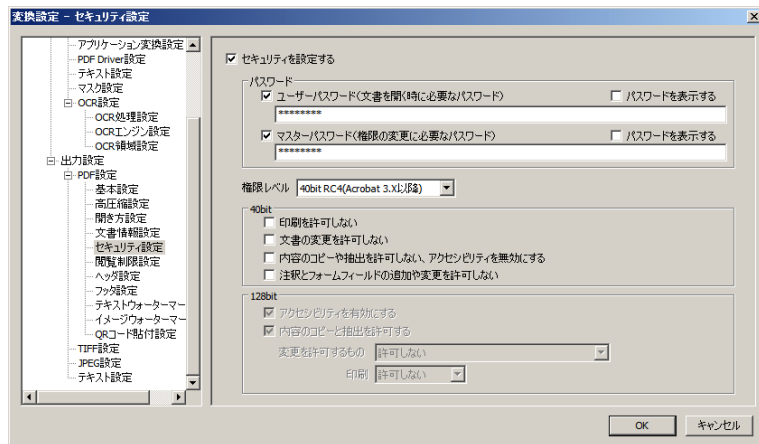 変換設定 - セキュリティ設定
アプリケーション変換設定
PDF Driver設定
テキスト設定
マスク設定
OCR設定
OCR処理設定
OCRエンジン設定
OCR領域設定
出力設定
PDF設定
基本設定
高圧縮設定
開き方設定
文書情報設定
セキュリティ設定
閲覧制限設定
ヘッダ設定
フッタ設定
テキストウォーターマー
イメージウォーターマー
QRコード貼付設定
TIFF設定
JPEG設定
テキスト設定
セキュリティを設定する
パスワード
ユーザーパスワード(文書を開く時に必要なパスワード) パスワードを表示する
********
マスターパスワード(権限の変更に必要なパスワード) パスワードを表示する
********
権限レベル 40bit RC4(Acrobat 3.X以降)
40bit
印刷を許可しない
文書の変更を許可しない
内容のコピーや抽出を許可しない、アクセシビリティを無効にする
注釈とフォームフィールドの追加や変更を許可しない
128bit
アクセシビリティを有効にする
内容のコピーと抽出を許可する
変更を許可するもの 許可しない
印刷 許可しない
OK キャンセル